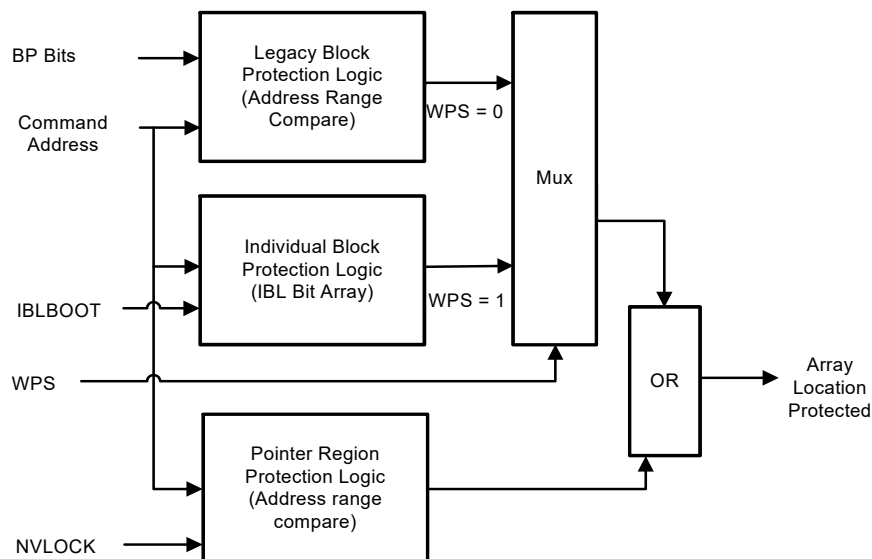 BP Bits
Command
Address
Legacy Block
Protection Logic
(Address Range
Compare)
WPS = 0
Mux
Individual Block
Protection Logic
(IBL Bit Array)
WPS = 1
IBLBOOT
WPS
OR
Array
Location
Protected
Pointer Region
Protection Logic
(Address range
compare)
NVLOCK